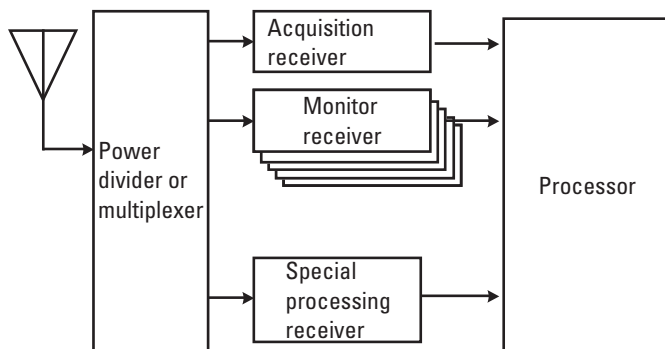 Acquisition
receiver
Monitor
receiver
Power
divider or
multiplexer
Processor
Special
processing
receiver